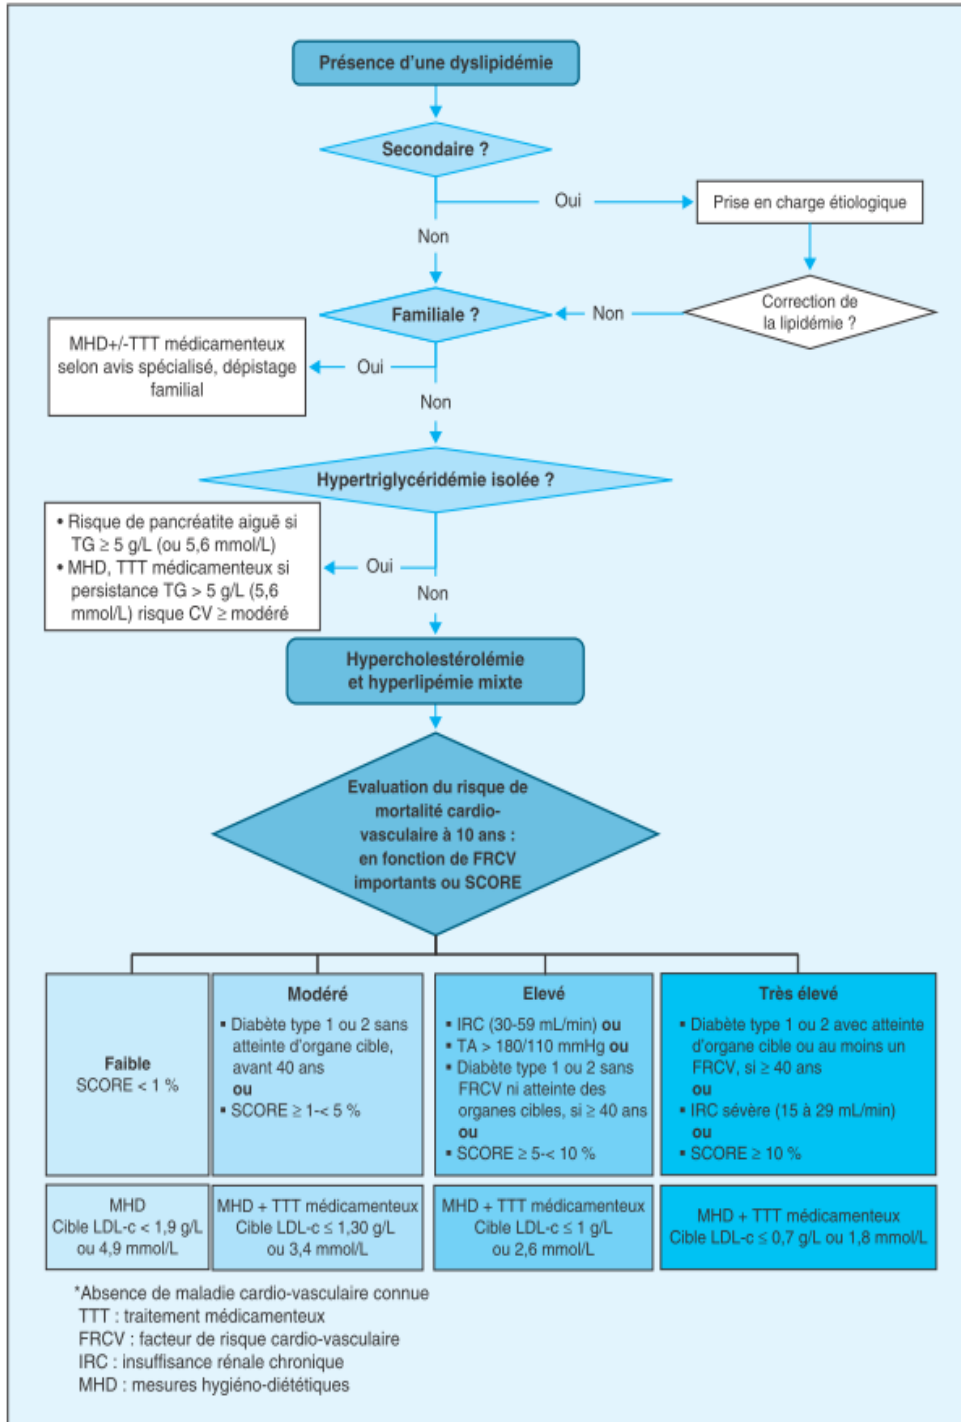 Présence d'une dyslipidémie
Secondaire ?
Oui
Prise en charge étiologique
Non
Correction de
la lipidémie ?
Non
Familiale ?
MHD+/-TTT médicamenteux
selon avis spécialisé, dépistage
familial
Oui
Non
Hypertriglycéridémie isolée ?
• Risque de pancréatite aiguë si
TG ≥ 5 g/L (ou 5,6 mmol/L)
• MHD, TTT médicamenteux si
persistance TG > 5 g/L (5,6
mmol/L) risque CV ≥ modéré
Oui
Non
Hypercholestérolémie
et hyperlipémie mixte
Evaluation du risque de
mortalité cardio-
vasculaire à 10 ans :
en fonction de FRCV
importants ou SCORE
Faible
SCORE < 1 %
Modéré
▪ Diabète type 1 ou 2 sans
atteinte d'organe cible,
avant 40 ans
ou
▪ SCORE ≥ 1-< 5 %
Elevé
▪ IRC (30-59 mL/min) ou
▪ TA > 180/110 mmHg ou
▪ Diabète type 1 ou 2 sans
FRCV ni atteinte des
organes cibles, si ≥ 40 ans
ou
▪ SCORE ≥ 5-< 10 %
Très élevé
▪ Diabète type 1 ou 2 avec atteinte
d'organe cible ou au moins un
FRCV, si ≥ 40 ans
ou
▪ IRC sévère (15 à 29 mL/min)
ou
▪ SCORE ≥ 10 %
MHD
Cible LDL-c < 1,9 g/L
ou 4,9 mmol/L
MHD + TTT médicamenteux
Cible LDL-c ≤ 1,30 g/L
ou 3,4 mmol/L
MHD + TTT médicamenteux
Cible LDL-c ≤ 1 g/L
ou 2,6 mmol/L
MHD + TTT médicamenteux
Cible LDL-c ≤ 0,7 g/L ou 1,8 mmol/L
*Absence de maladie cardio-vasculaire connue
TTT : traitement médicamenteux
FRCV : facteur de risque cardio-vasculaire
IRC : insuffisance rénale chronique
MHD : mesures hygiéno-diététiques